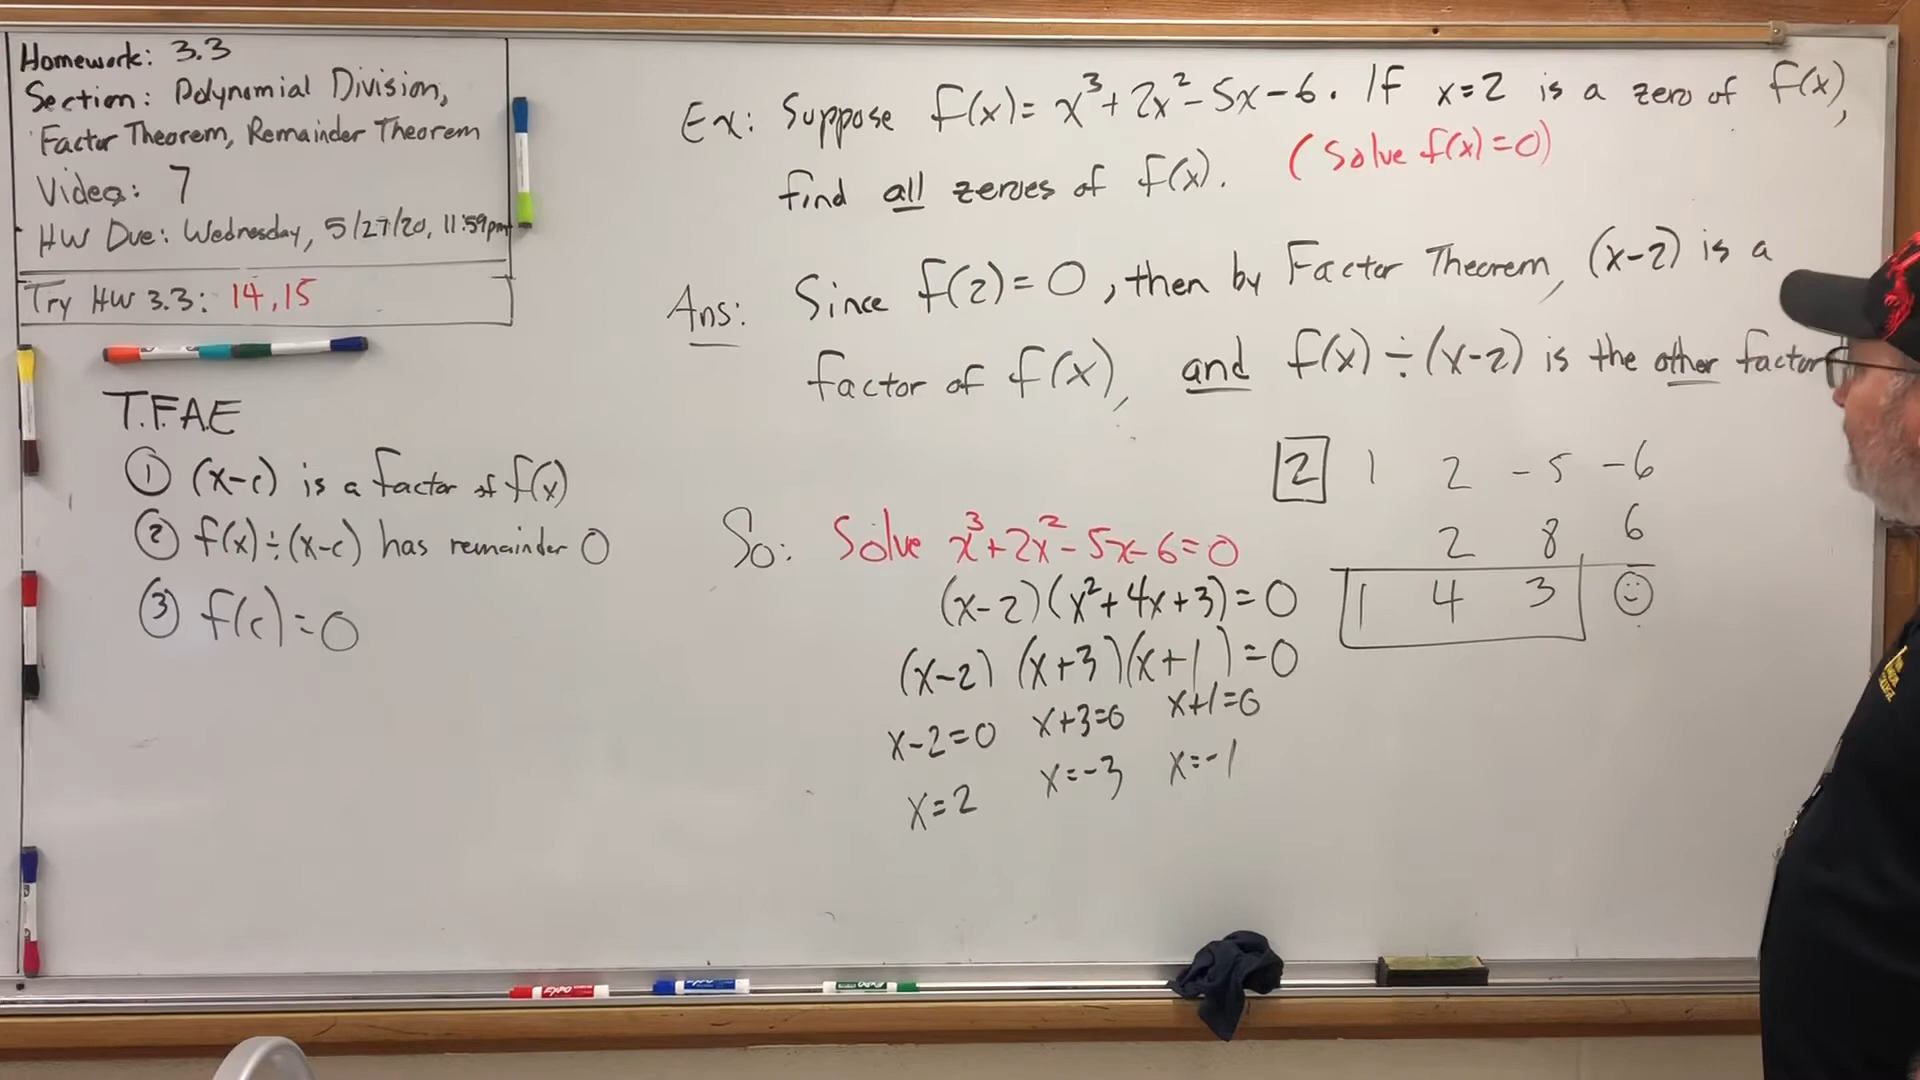 Homework: 3.3
Section: Polynomial Division,
Factor Theorem, Remainder Theorem
Video: 7
HW Due: Wednesday, 5/27/20, 11:59pm
Try HW 3.3: 14,15
T.F.A.E
① (x-c) is a factor of f(x)
② f(x)÷(x-c) has remainder 0
③ f(c)=0
Ex: Suppose f(x)= x³+2x²-5x-6. If x=2 is a zero of f(x),
find all zeroes of f(x). (Solve f(x)=0)
Ans: Since f(2)=0, then by Factor Theorem, (x-2) is a
factor of f(x), and f(x)÷(x-2) is the other factor
So: Solve x³+2x²-5x-6=0
(x-2)(x²+4x+3)=0
(x-2)(x+3)(x+1)=0
x-2=0 x+3=0 x+1=0
x=2 x=-3 x=-1
2 1 2 -5 -6
2 8 6
1 4 3 ☺
EXPO
EXPO
EXPO